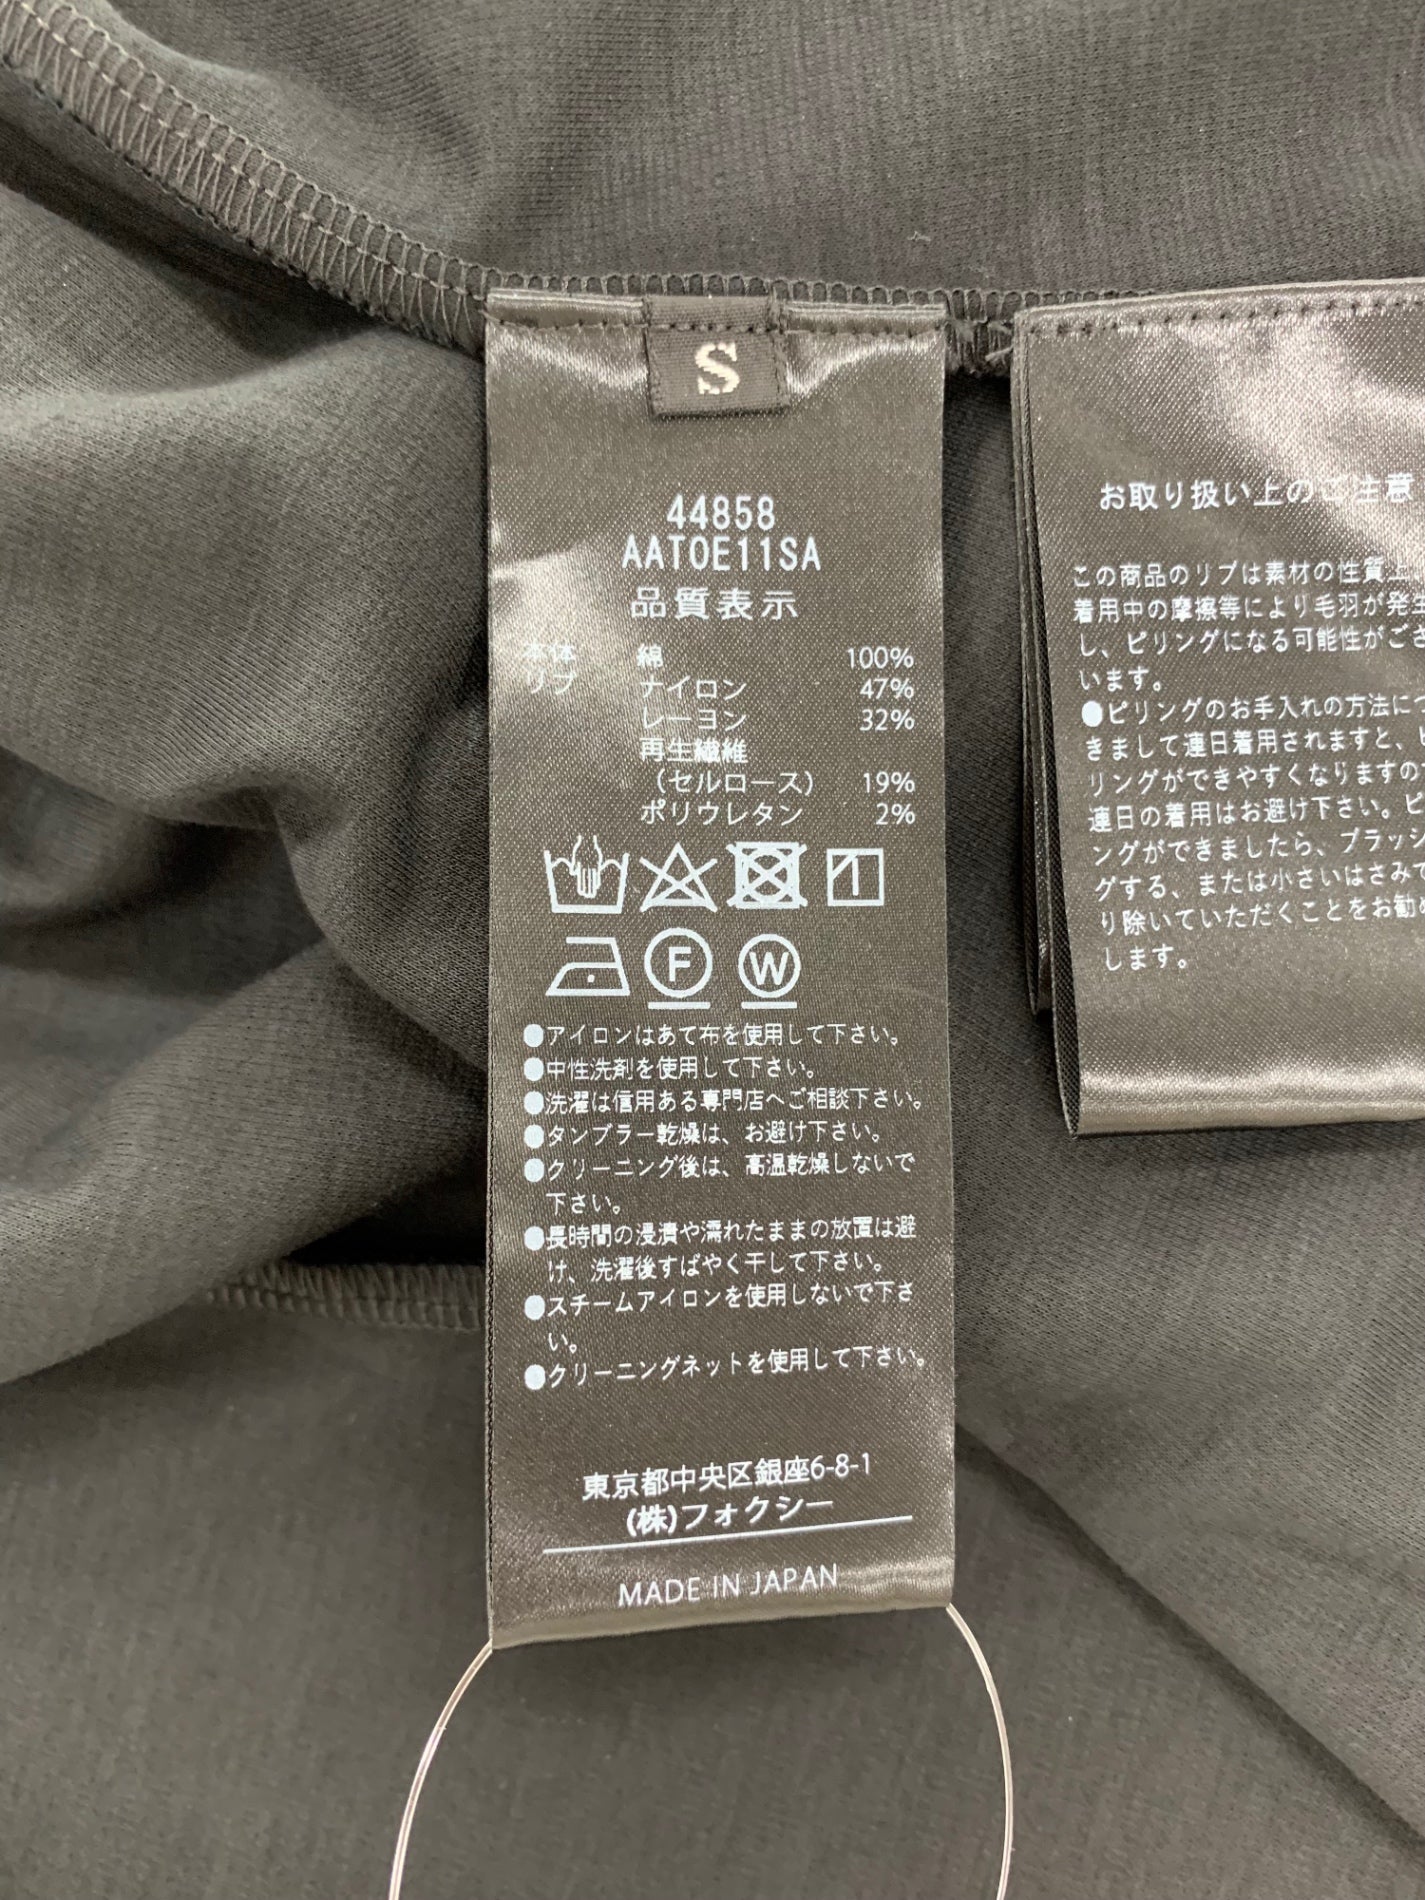 S
44858
AATOE11SA
品質表示
本体 綿 100%
リブ ナイロン 47%
レーヨン 32%
再生繊維
(セルロース) 19%
ポリウレタン 2%
F
W
●アイロンはあて布を使用して下さい。
●中性洗剤を使用して下さい。
●洗濯は信用ある専門店へご相談下さい。
●タンブラー乾燥は、お避け下さい。
●クリーニング後は、高温乾燥しないで
下さい。
●長時間の浸漬や濡れたままの放置は避
け、洗濯後すばやく干して下さい。
●スチームアイロンを使用しないで下さ
い。
●クリーニングネットを使用して下さい。
東京都中央区銀座6-8-1
(株)フォクシー
MADE IN JAPAN
お取り扱い上のご注意
この商品のリブは素材の性質上
着用中の摩擦等により毛羽が発生
し、ピリングになる可能性がござ
います。
●ピリングのお手入れの方法につ
きまして連日着用されますと、ピ
リングができやすくなりますので
連日の着用はお避け下さい。ピ
ングができましたら、ブラッシ
グする、または小さいはさみで
り除いていただくことをお勧め
します。